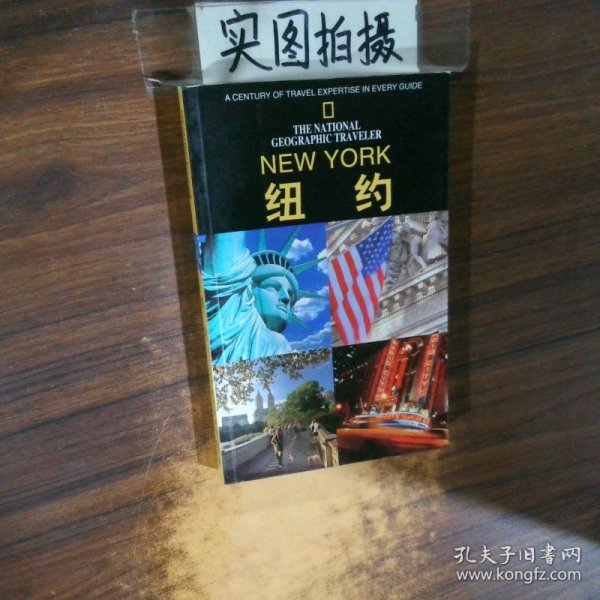 实图拍摄
A CENTURY OF TRAVEL EXPERTISE IN EVERY GUIDE
THE NATIONAL
GEOGRAPHIC TRAVELER
NEW YORK
纽约
孔夫子旧书网
www.kongfz.com